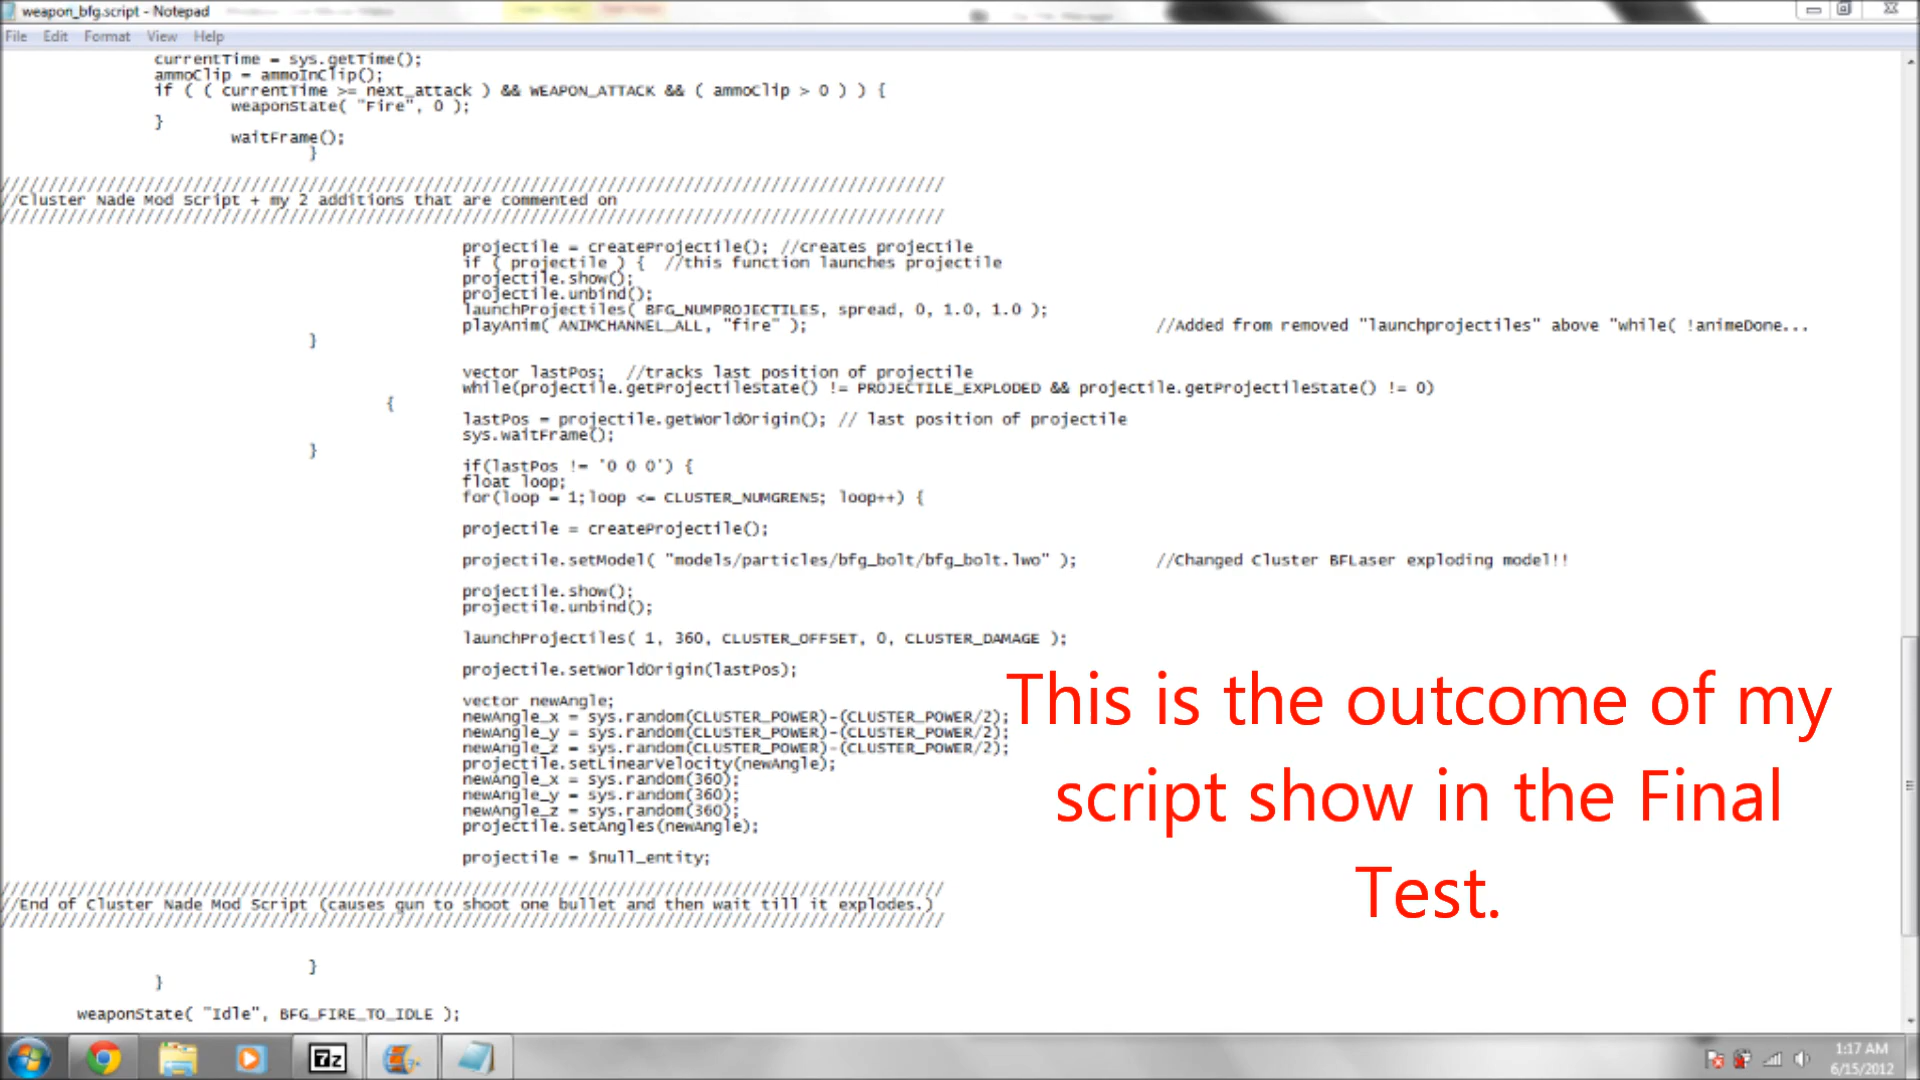 weapon_bfg.script - Notepad
File Edit Format View Help
currentTime = sys.getTime();
ammoClip = ammoInClip();
if ( ( currentTime >= next_attack ) && WEAPON_ATTACK && ( ammoClip > 0 ) ) {
weaponState( "Fire", 0 );
}
waitFrame();
}
//////////////////////////////////////////////////////////////////////////////////////////////////
//Cluster Nade Mod Script + my 2 additions that are commented on
//////////////////////////////////////////////////////////////////////////////////////////////////
projectile = createProjectile(); //creates projectile
if ( projectile ) { //this function launches projectile
projectile.show();
projectile.unbind();
launchProjectiles( BFG_NUMPROJECTILES, spread, 0, 1.0, 1.0 );
playAnim( ANIMCHANNEL_ALL, "fire" ); //Added from removed "launchprojectiles" above "while( !animeDone...
}
vector lastPos; //tracks last position of projectile
while(projectile.getProjectileState() != PROJECTILE_EXPLODED && projectile.getProjectileState() != 0)
{
lastPos = projectile.getWorldOrigin(); // last position of projectile
sys.waitFrame();
}
if(lastPos != '0 0 0') {
float loop;
for(loop = 1;loop <= CLUSTER_NUMGRENS; loop++) {
projectile = createProjectile();
projectile.setModel( "models/particles/bfg_bolt/bfg_bolt.lwo" ); //Changed Cluster BFLaser exploding model!!
projectile.show();
projectile.unbind();
launchProjectiles( 1, 360, CLUSTER_OFFSET, 0, CLUSTER_DAMAGE );
projectile.setWorldOrigin(lastPos);
vector newAngle;
newAngle_x = sys.random(CLUSTER_POWER)-(CLUSTER_POWER/2);
newAngle_y = sys.random(CLUSTER_POWER)-(CLUSTER_POWER/2);
newAngle_z = sys.random(CLUSTER_POWER)-(CLUSTER_POWER/2);
projectile.setLinearVelocity(newAngle);
newAngle_x = sys.random(360);
newAngle_y = sys.random(360);
newAngle_z = sys.random(360);
projectile.setAngles(newAngle);
projectile = $null_entity;
This is the outcome of my
script show in the Final
Test.
//////////////////////////////////////////////////////////////////////////////////////////////////
//End of Cluster Nade Mod Script (causes gun to shoot one bullet and then wait till it explodes.)
//////////////////////////////////////////////////////////////////////////////////////////////////
}
}
weaponState( "Idle", BFG_FIRE_TO_IDLE );
7z
1:17 AM
6/15/2012